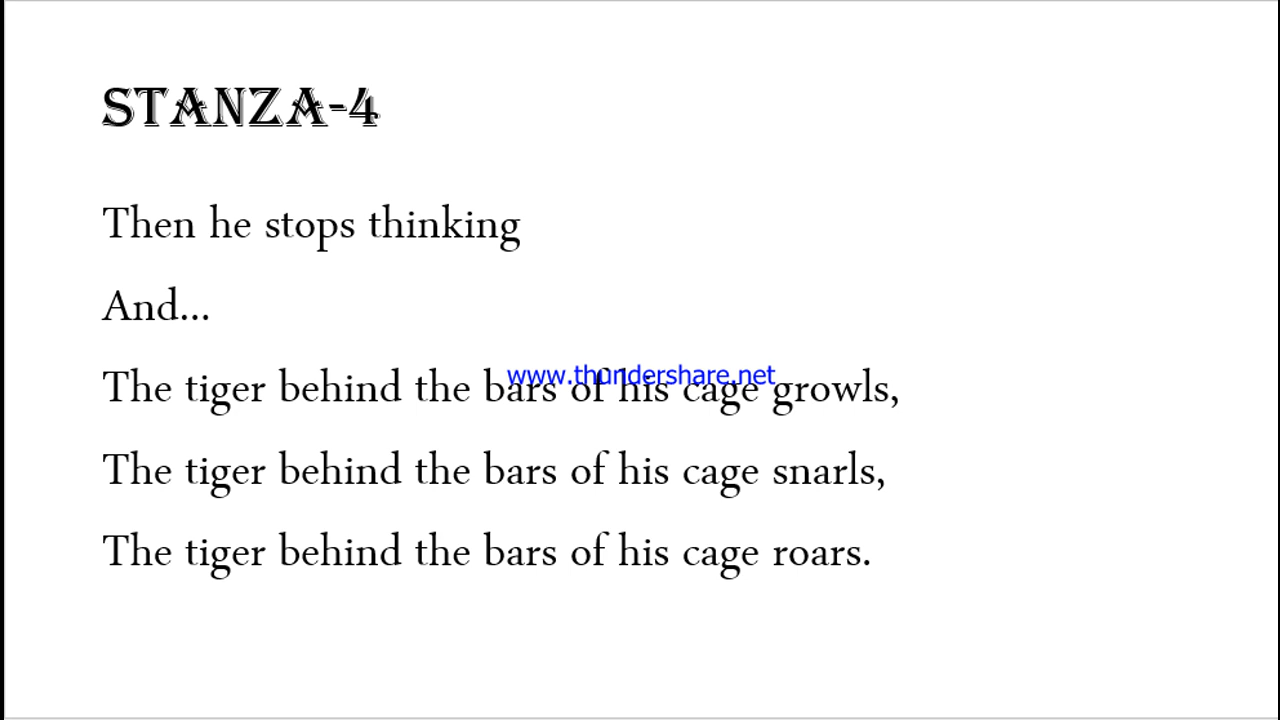 STANZA-4
Then he stops thinking
And...
www.thundershare.net
The tiger behind the bars of his cage growls,
The tiger behind the bars of his cage snarls,
The tiger behind the bars of his cage roars.